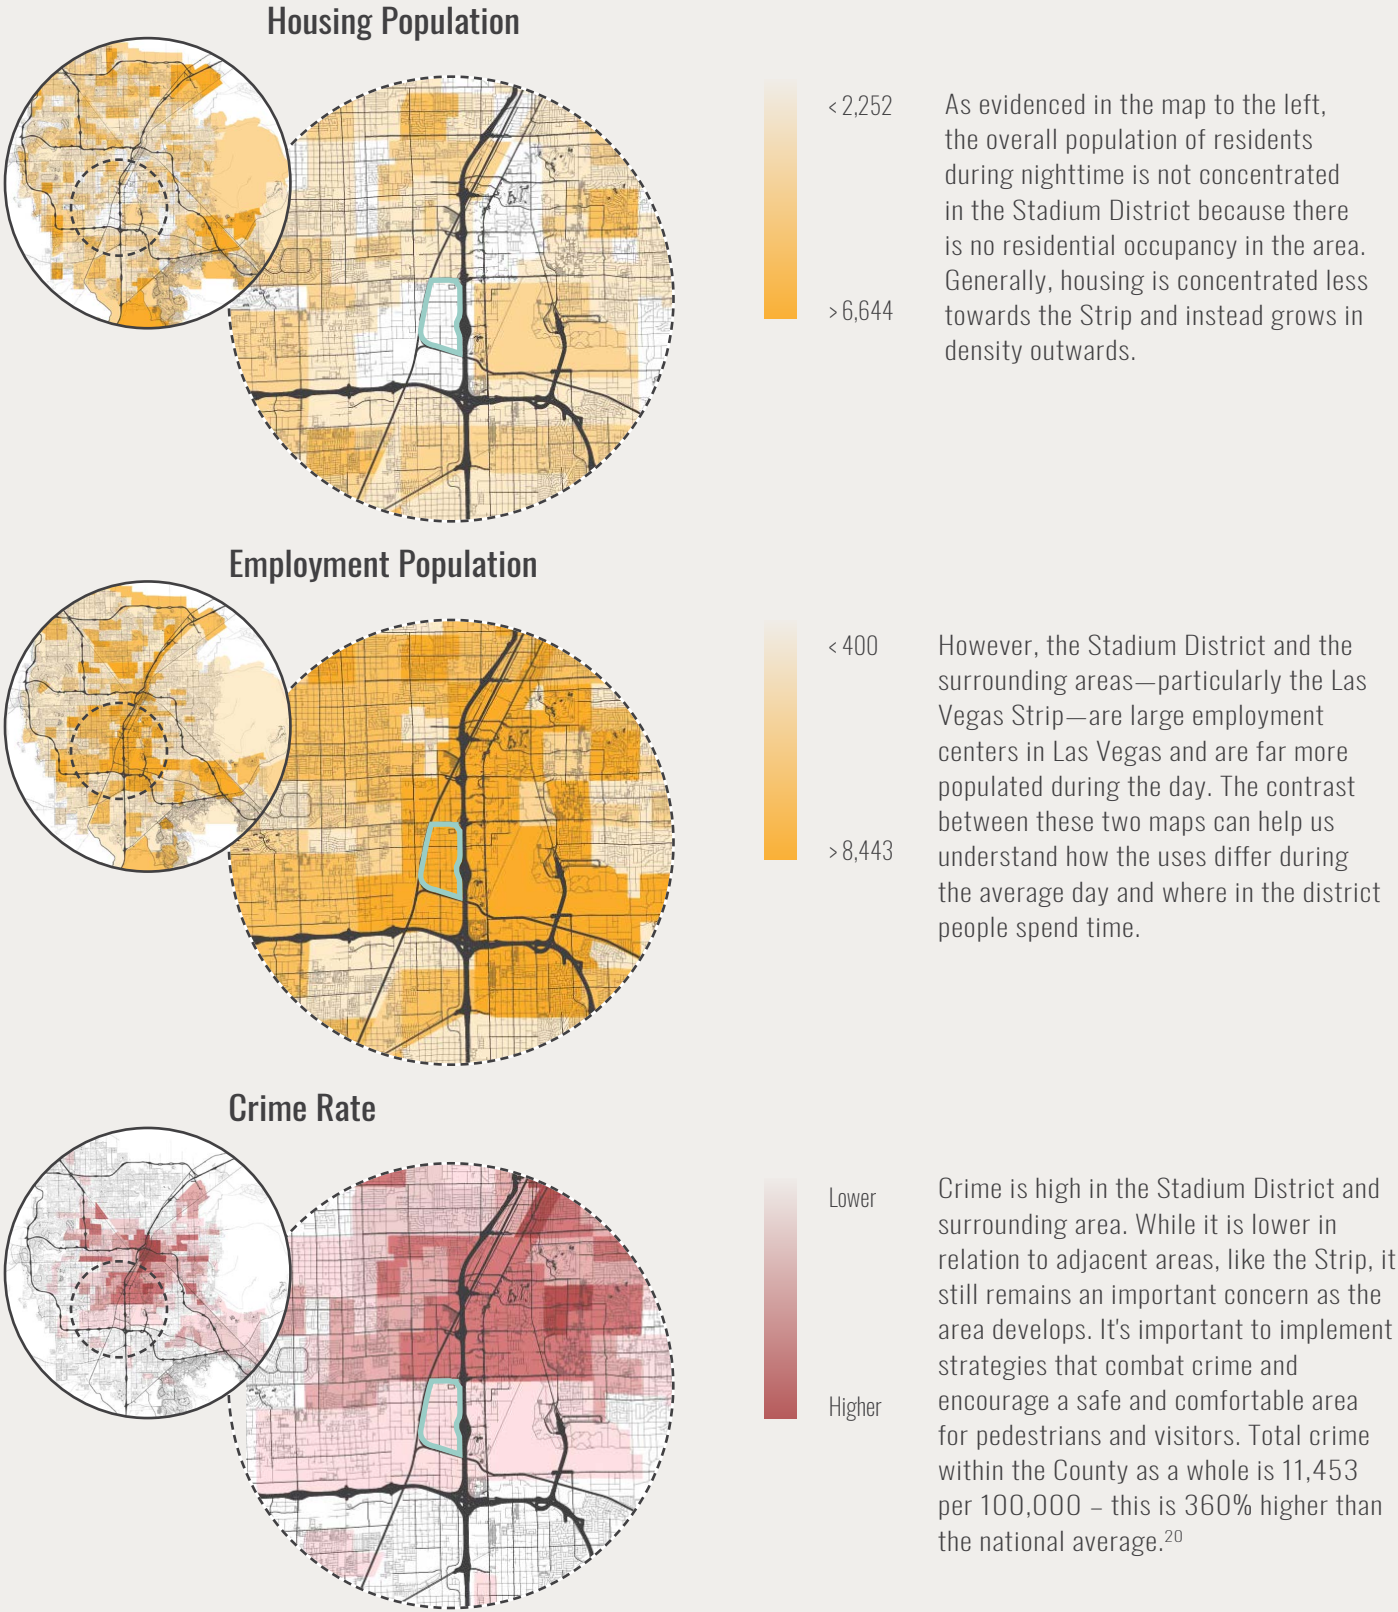 Housing Population
< 2,252
> 6,644
As evidenced in the map to the left,
the overall population of residents
during nighttime is not concentrated
in the Stadium District because there
is no residential occupancy in the area.
Generally, housing is concentrated less
towards the Strip and instead grows in
density outwards.
Employment Population
< 400
> 8,443
However, the Stadium District and the
surrounding areas—particularly the Las
Vegas Strip—are large employment
centers in Las Vegas and are far more
populated during the day. The contrast
between these two maps can help us
understand how the uses differ during
the average day and where in the district
people spend time.
Crime Rate
Lower
Higher
Crime is high in the Stadium District and
surrounding area. While it is lower in
relation to adjacent areas, like the Strip, it
still remains an important concern as the
area develops. It's important to implement
strategies that combat crime and
encourage a safe and comfortable area
for pedestrians and visitors. Total crime
within the County as a whole is 11,453
per 100,000 – this is 360% higher than
the national average.20